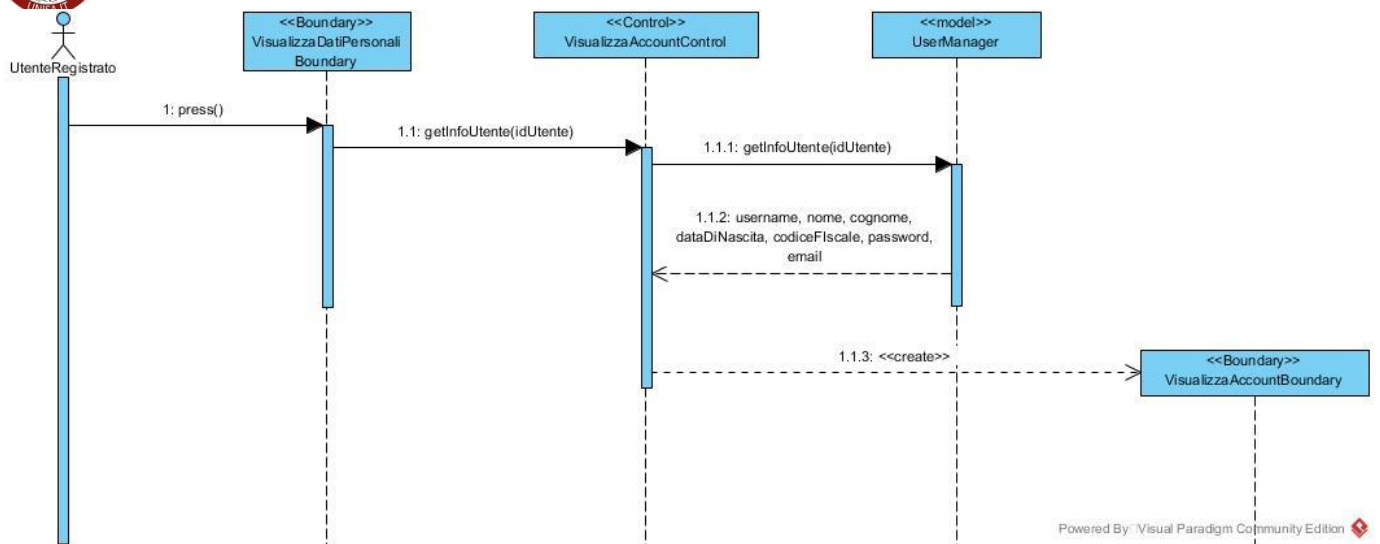 UNISA.IT
<<Boundary>>
VisualizzaDatiPersonali
Boundary
<<Control>>
VisualizzaAccountControl
<<model>>
UserManager
UtenteRegistrato
1: press()
1.1: getInfoUtente(idUtente)
1.1.1: getInfoUtente(idUtente)
1.1.2: username, nome, cognome,
dataDiNascita, codiceFIscale, password,
email
1.1.3: <<create>>
<<Boundary>>
VisualizzaAccountBoundary
Powered By Visual Paradigm Community Edition